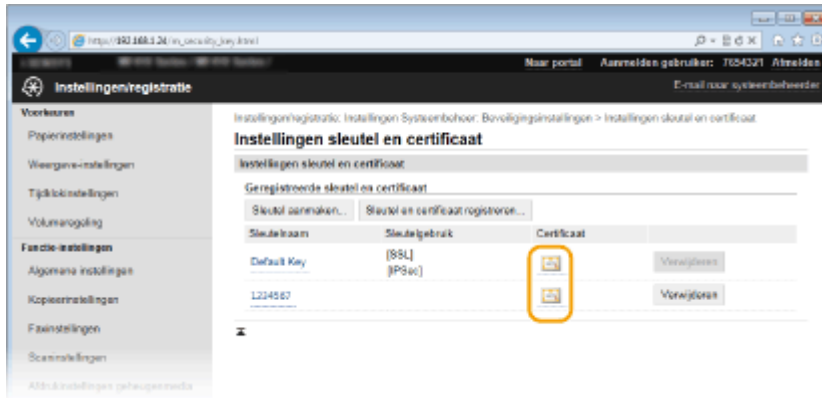 https://192.168.1.24/m_security_key.html
Naar portal Aanmelden gebruiker: 7654321 Afmelden
Instellingen/registratie
E-mail naar systeembeheerder
Voorkeuren
Papierinstellingen
Weergave-instellingen
Tijdklokinstellingen
Volumeregeling
Functie-instellingen
Algemene instellingen
Kopieerinstellingen
Faxinstellingen
Scaninstellingen
Afdrukinstellingen geheugenmedia
Instellingen/registratie: Instellingen Systeembeheer: Beveiligingsinstellingen > Instellingen sleutel en certificaat
Instellingen sleutel en certificaat
Instellingen sleutel en certificaat
Geregistreerde sleutel en certificaat
Sleutel aanmaken... Sleutel en certificaat registreren...
Sleutelnaam Sleutelgebruik Certificaat
Default Key [SSL] Verwijderen
[IPSec]
1234567 Verwijderen